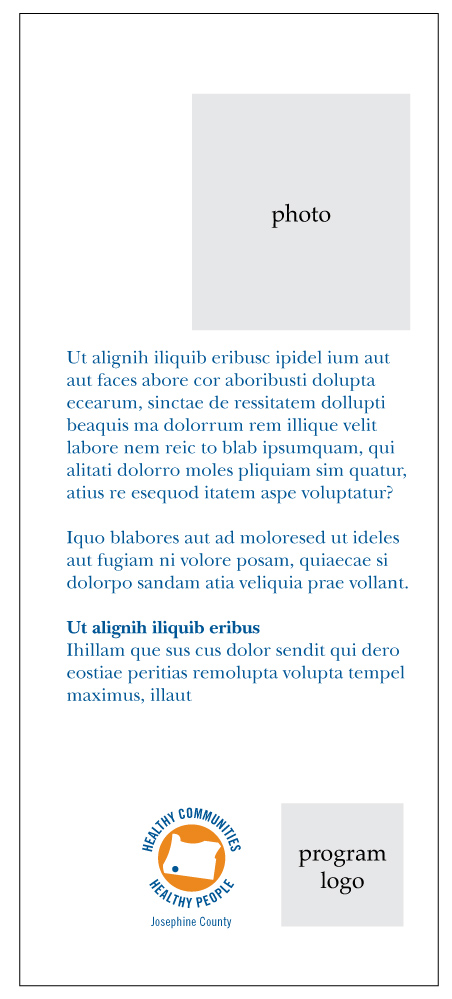 photo
Ut alignih iliquib eribusc ipidel ium aut
aut faces abore cor aboribusti dolupta
ecearum, sinctae de ressitatem dollupti
beaquis ma dolorrum rem illique velit
labore nem reic to blab ipsumquam, qui
alitati dolorro moles pliquiam sim quatur,
atius re esequod itatem aspe voluptatur?
Iquo blabores aut ad moloresed ut ideles
aut fugiam ni volore posam, quiaecae si
dolorpo sandam atia veliquia prae vollant.
Ut alignih iliquib eribus
Ihillam que sus cus dolor sendit qui dero
eostiae peritias remolupta volupta tempel
maximus, illaut
HEALTHY COMMUNITIES
HEALTHY PEOPLE
Josephine County
program
logo